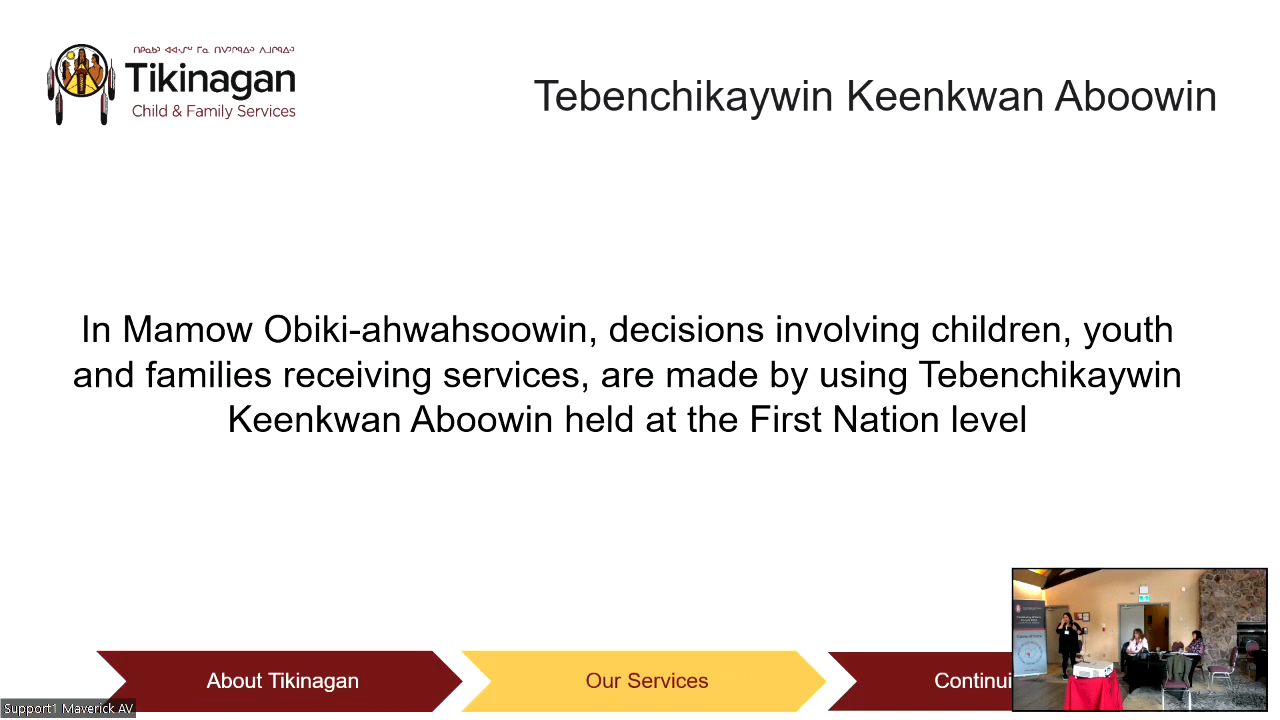 Tikinagan
Child & Family Services
Tebenchikaywin Keenkwan Aboowin
In Mamow Obiki-ahwahsoowin, decisions involving children, youth
and families receiving services, are made by using Tebenchikaywin
Keenkwan Aboowin held at the First Nation level
About Tikinagan
Our Services
Continui
Support1 Maverick AV